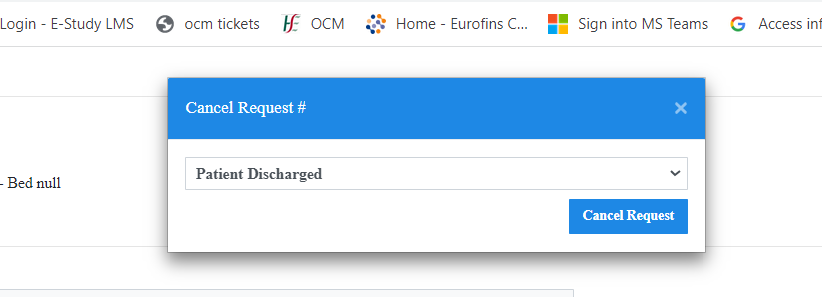 Login - E-Study LMS ocm tickets OCM Home - Eurofins C... Sign into MS Teams Access inf
Cancel Request # ×
- Bed null
Patient Discharged
Cancel Request